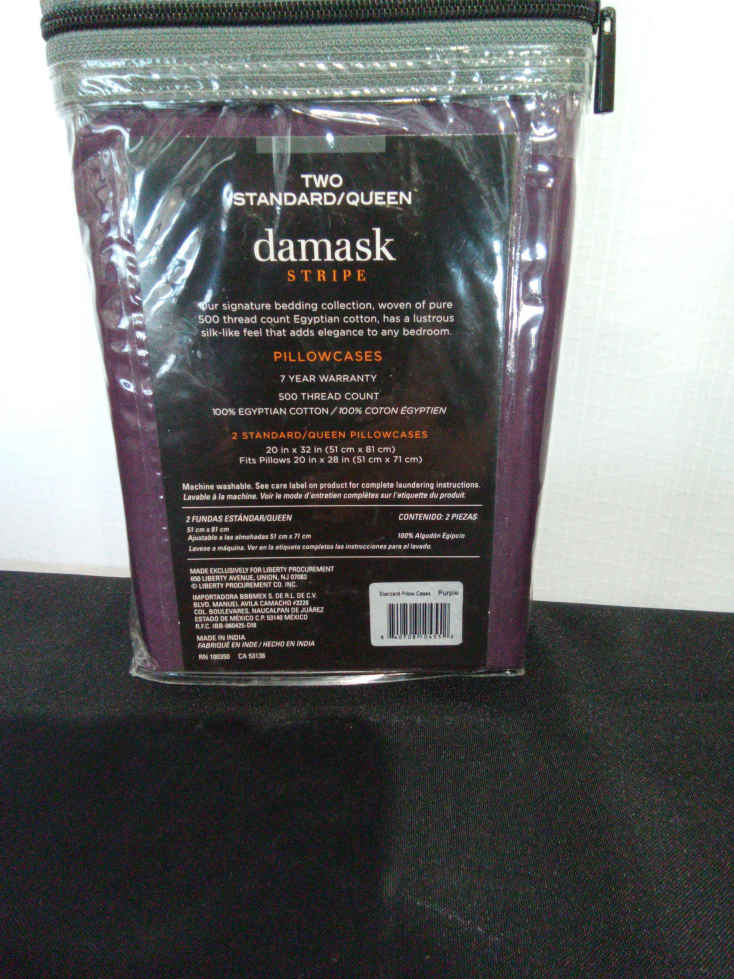 TWO
STANDARD/QUEEN
damask
STRIPE
Our signature bedding collection, woven of pure
500 thread count Egyptian cotton, has a lustrous
silk-like feel that adds elegance to any bedroom.
PILLOWCASES
7 YEAR WARRANTY
500 THREAD COUNT
100% EGYPTIAN COTTON / 100% COTON ÉGYPTIEN
2 STANDARD/QUEEN PILLOWCASES
20 in x 32 in (51 cm x 81 cm)
Fits Pillows 20 in x 28 in (51 cm x 71 cm)
Machine washable. See care label on product for complete laundering instructions.
Lavable à la machine. Voir le mode d'entretien complètes sur l'etiquette du produit.
2 FUNDAS ESTÁNDAR/QUEEN CONTENIDO: 2 PIEZAS
51 cm x 81 cm
Ajustable a las almohadas 51 cm x 71 cm 100% Algodón Egipcio
Lavese a máquina. Ver en la etiqueta completos las instrucciones para el lavado.
MADE EXCLUSIVELY FOR LIBERTY PROCUREMENT
650 LIBERTY AVENUE, UNION, NJ 07083
© LIBERTY PROCUREMENT CO. INC.
IMPORTADORA BBBMEX S. DE R.L. DE C.V.
BLVD. MANUEL AVILA CAMACHO #3228
COL. BOULEVARES, NAUCALPAN DE JUÁREZ
ESTADO DE MÉXICO C.P. 53140 MÉXICO
R.F.C.
MADE IN INDIA
FABRIQUÉ EN INDE / HECHO EN INDIA
RN 100350 CA 53138
Standard Pillow Cases Purple